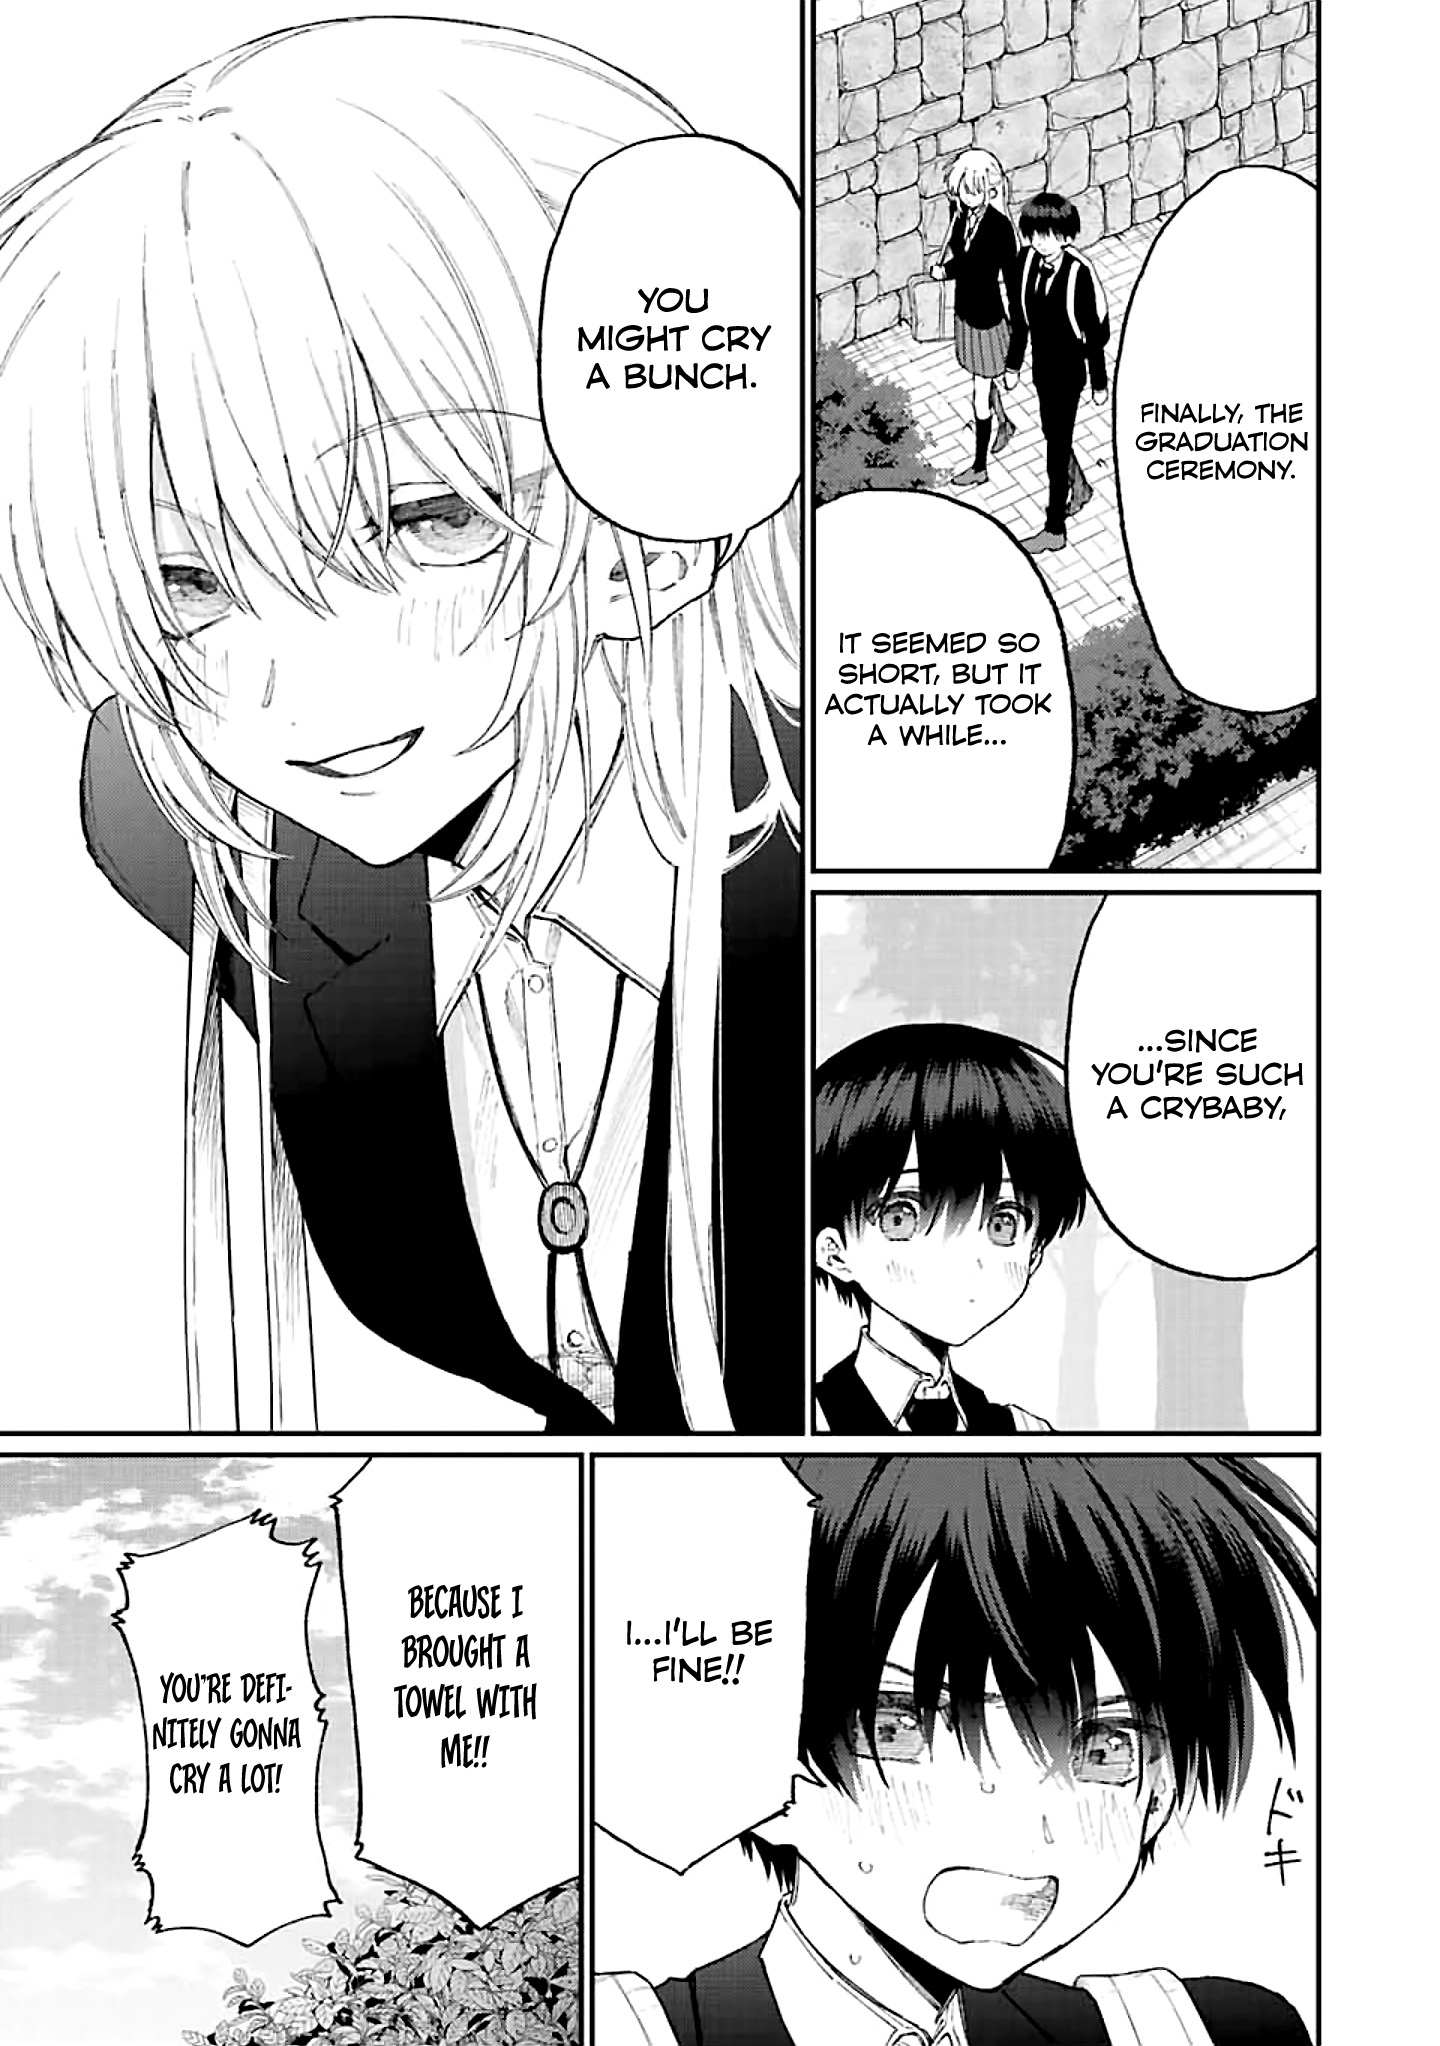 FINALLY, THE
GRADUATION
CEREMONY.
IT SEEMED SO
SHORT, BUT IT
ACTUALLY TOOK
A WHILE...
...SINCE
YOU'RE SUCH
A CRYBABY,
YOU
MIGHT CRY
A BUNCH.
I...I'LL BE
FINE!!
ドキ
BECAUSE I
BROUGHT A
TOWEL WITH
ME!!
YOU"RE DEFI-
NITELY GONNA
CRY A LOT!